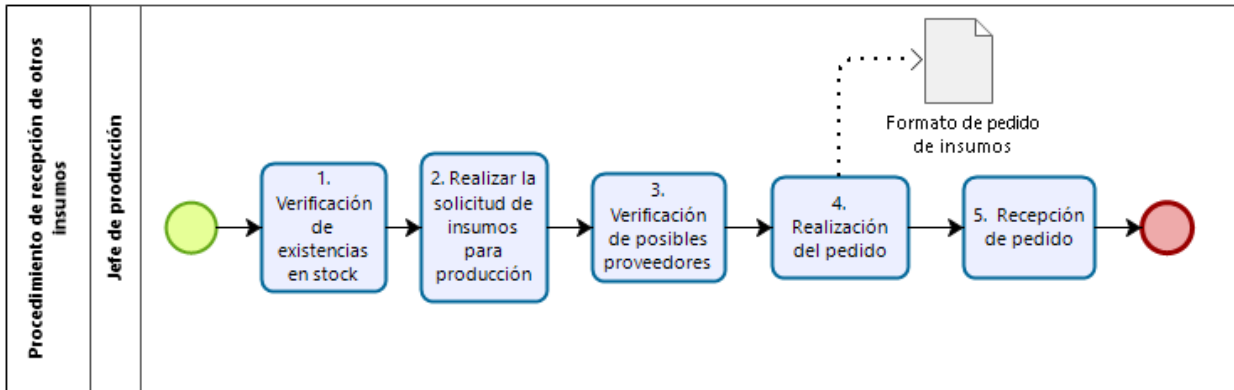 Procedimiento de recepción de otros
insumos
Jefe de producción
1.
Verificación
de
existencias
en stock
2. Realizar la
solicitud de
insumos
para
producción
3.
Verificación
de posibles
proveedores
4.
Realización
del pedido
Formato de pedido
de insumos
5. Recepción
de pedido